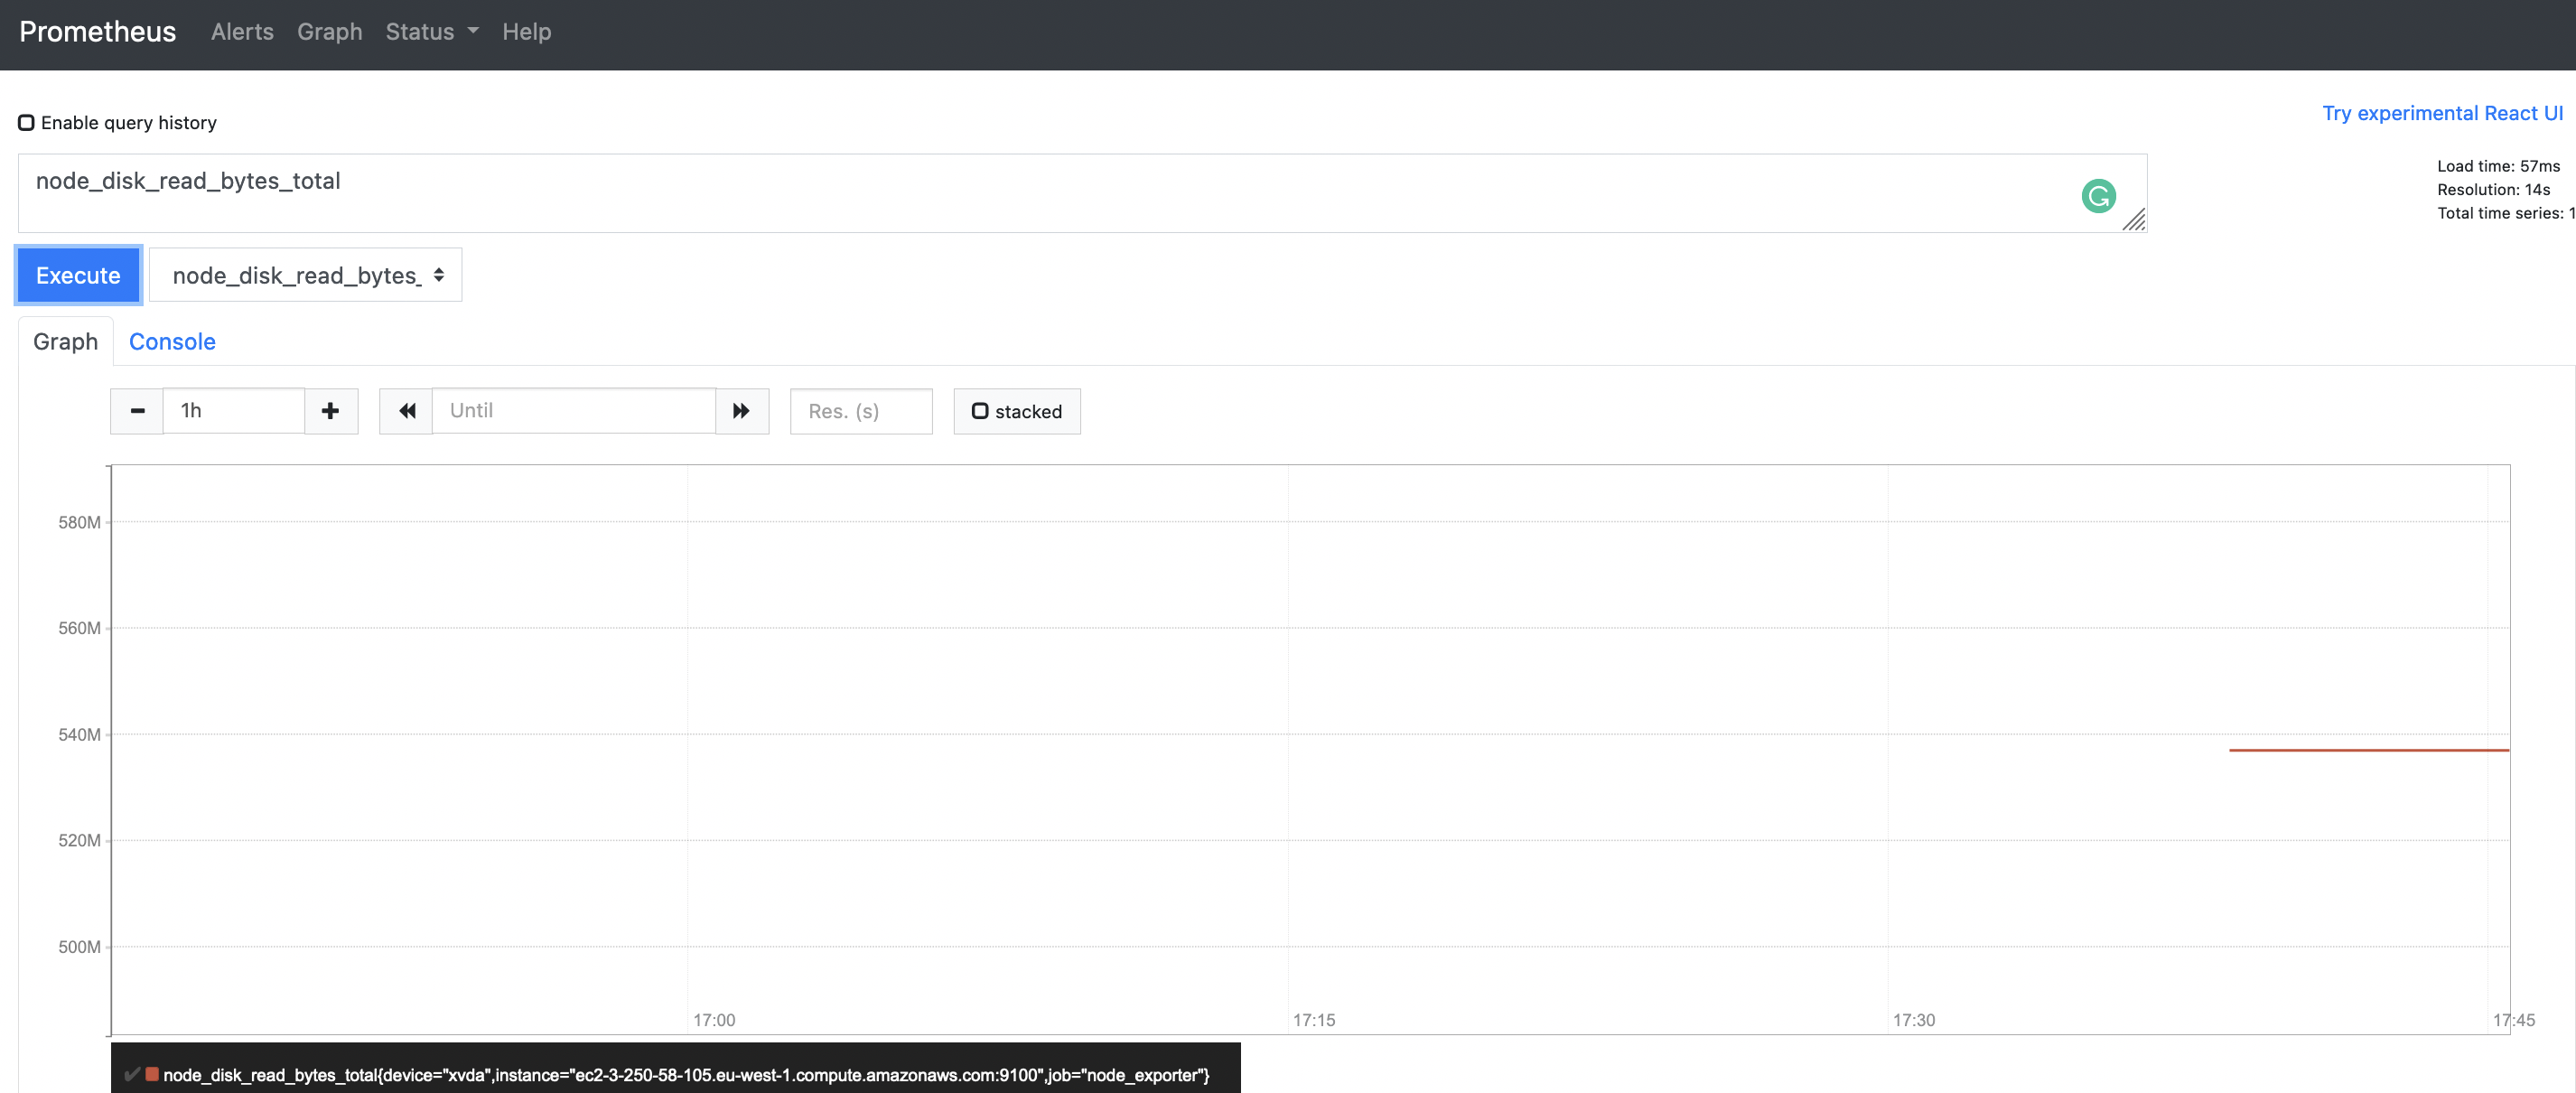 Prometheus Alerts Graph Status Help
Enable query history
Try experimental React UI
node_disk_read_bytes_total
Load time: 57ms
Resolution: 14s
Total time series: 1
Execute node_disk_read_bytes_
Graph Console
1h Until Res. (s) stacked
580M
560M
540M
520M
500M
17:00 17:15 17:30 17:45
node_disk_read_bytes_total{device="xvda",instance="ec2-3-250-58-105.eu-west-1.compute.amazonaws.com:9100",job="node_exporter"}